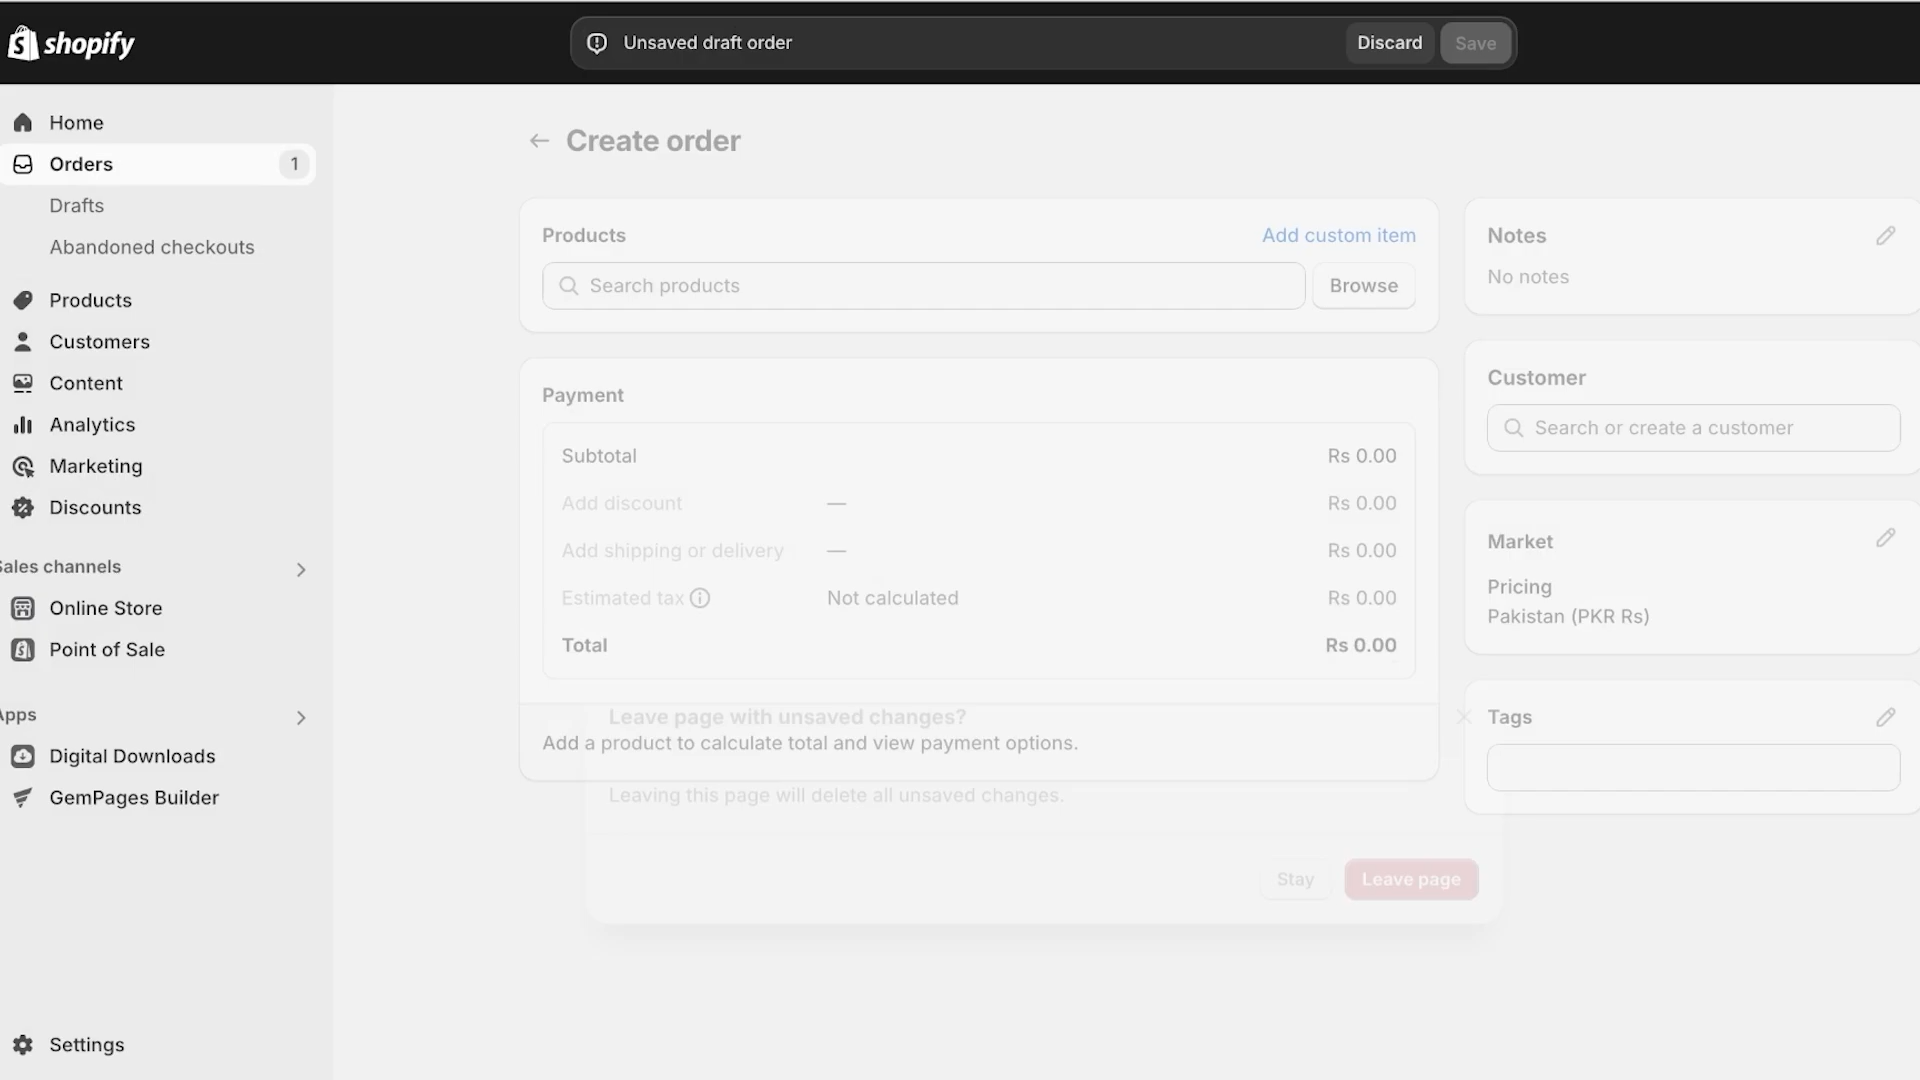 shopify
Unsaved draft order
Discard
Save
Home
Orders
1
Drafts
Abandoned checkouts
Products
Customers
Content
Analytics
Marketing
Discounts
Sales channels
Online Store
Point of Sale
Apps
Digital Downloads
GemPages Builder
Settings
Create order
Products
Add custom item
Search products
Browse
Payment
Subtotal
Rs 0.00
Add discount
—
Rs 0.00
Add shipping or delivery
—
Rs 0.00
Estimated tax
Not calculated
Rs 0.00
Total
Rs 0.00
Leave page with unsaved changes?
Add a product to calculate total and view payment options.
Leaving this page will delete all unsaved changes.
Stay
Leave page
Notes
No notes
Customer
Search or create a customer
Market
Pricing
Pakistan (PKR Rs)
Tags